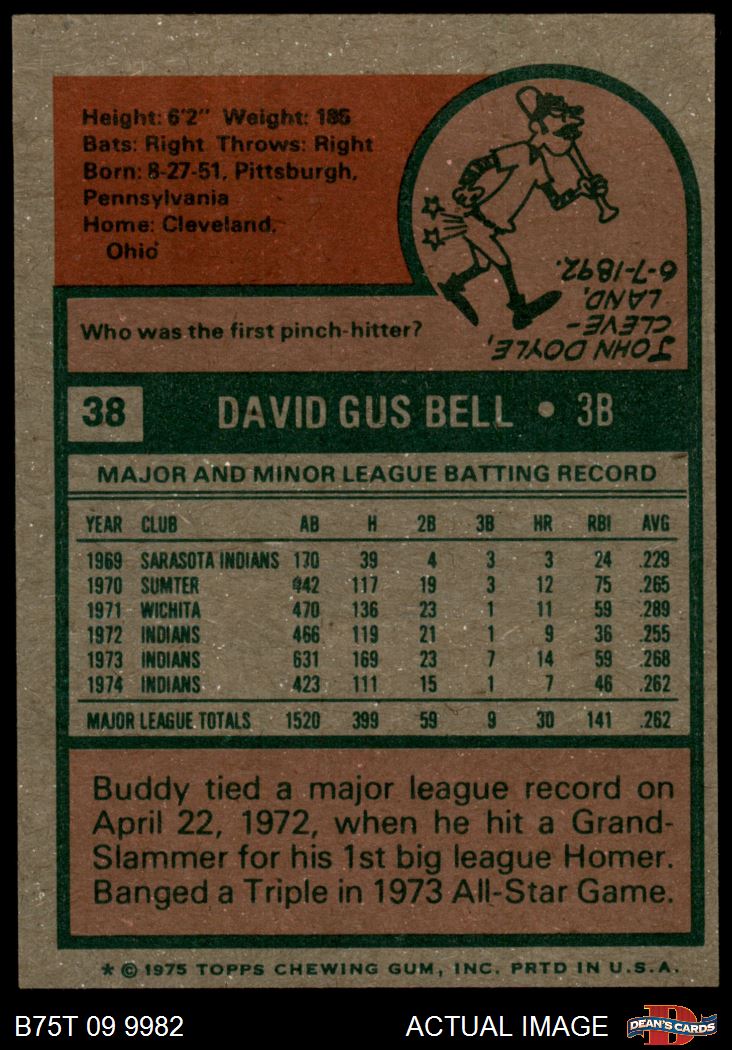 Height: 6'2" Weight: 185
Bats: Right Throws: Right
Born: 8-27-51, Pittsburgh,
Pennsylvania
Home: Cleveland,
Ohio
Who was the first pinch-hitter?
JOHN DOYLE,
CLEVE-
LAND,
6-7-1892.
38 DAVID GUS BELL • 3B
MAJOR AND MINOR LEAGUE BATTING RECORD
YEAR CLUB AB H 2B 3B HR RBI AVG
1969 SARASOTA INDIANS 170 39 4 3 3 24 .229
1970 SUMTER 442 117 19 3 12 75 .265
1971 WICHITA 470 136 23 1 11 59 .289
1972 INDIANS 466 119 21 1 9 36 .255
1973 INDIANS 631 169 23 7 14 59 .268
1974 INDIANS 423 111 15 1 7 46 .262
MAJOR LEAGUE TOTALS 1520 399 59 9 30 141 .262
Buddy tied a major league record on
April 22, 1972, when he hit a Grand-
Slammer for his 1st big league Homer.
Banged a Triple in 1973 All-Star Game.
* © 1975 TOPPS CHEWING GUM, INC. PRTD IN U.S.A.
B75T 09 9982 ACTUAL IMAGE D DEAN'S CARDS